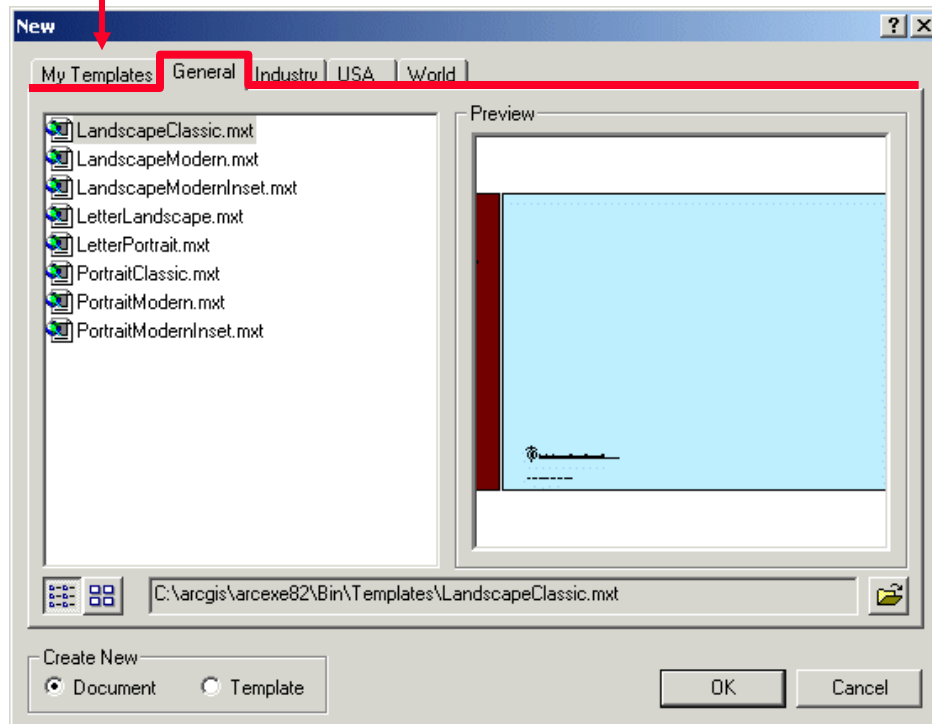 New
My Templates General Industry USA World
LandscapeClassic.mxt
LandscapeModern.mxt
LandscapeModernInset.mxt
LetterLandscape.mxt
LetterPortrait.mxt
PortraitClassic.mxt
PortraitModern.mxt
PortraitModernInset.mxt
Preview
C:\arcgis\arcexe82\Bin\Templates\LandscapeClassic.mxt
Create New
Document Template
OK Cancel